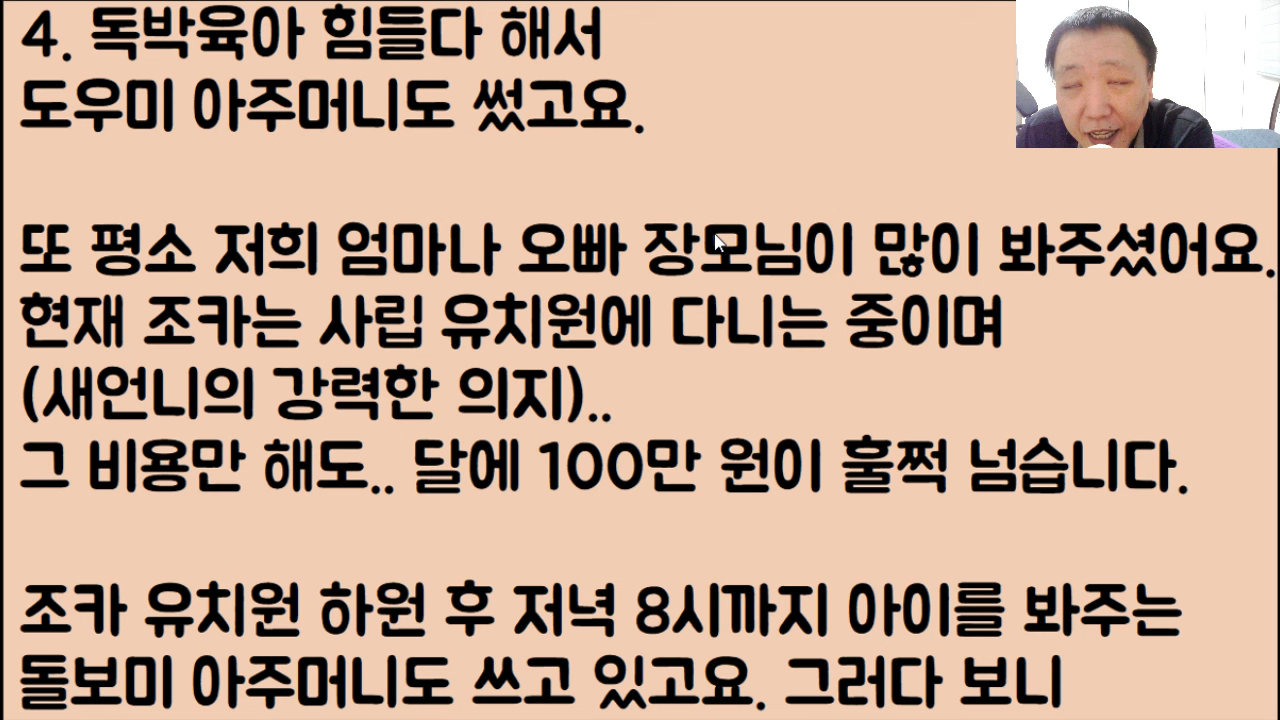 4. 독박육아 힘들다 해서
도우미 아주머니도 썼고요.
또 평소 저희 엄마나 오빠 장모님이 많이 봐주셨어요.
현재 조카는 사립 유치원에 다니는 중이며
(새언니의 강력한 의지)..
그 비용만 해도.. 달에 100만 원이 훌쩍 넘습니다.
조카 유치원 하원 후 저녁 8시까지 아이를 봐주는
돌보미 아주머니도 쓰고 있고요. 그러다 보니